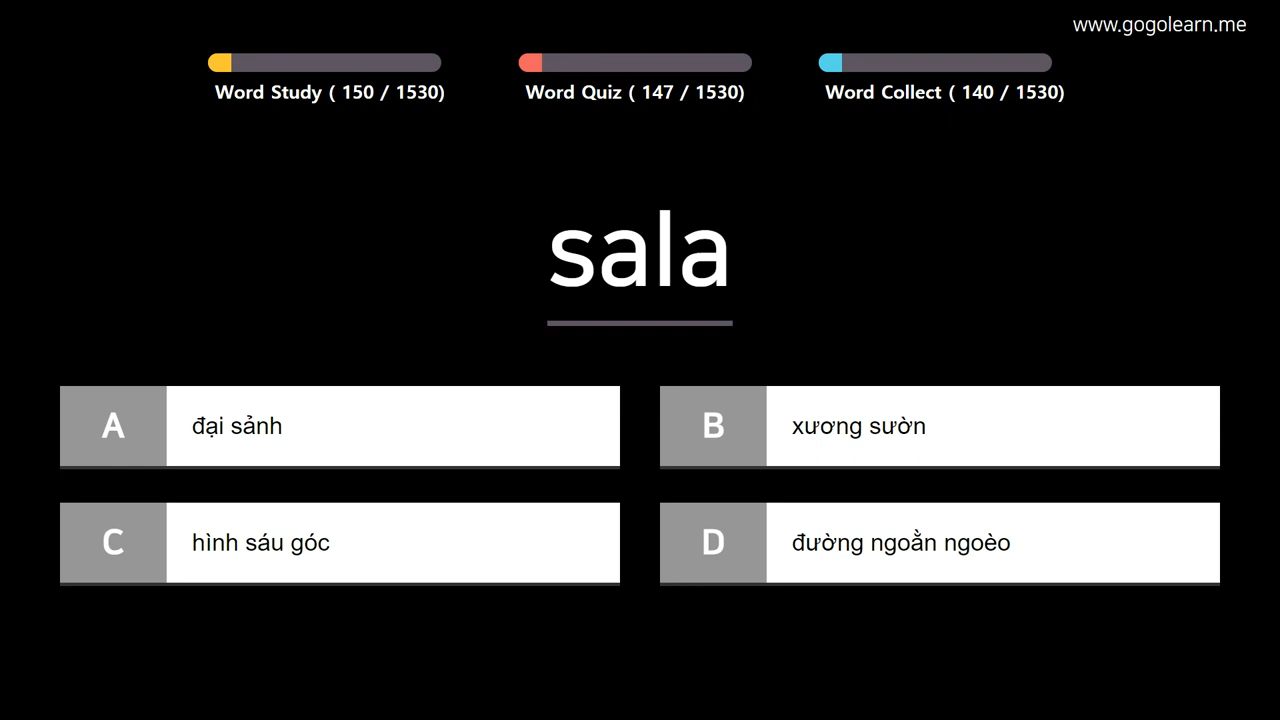 www.gogolearn.me
Word Study ( 150 / 1530)
Word Quiz ( 147 / 1530)
Word Collect ( 140 / 1530)
sala
A
đại sảnh
B
xương sườn
C
hình sáu góc
D
đường ngoằn ngoèo